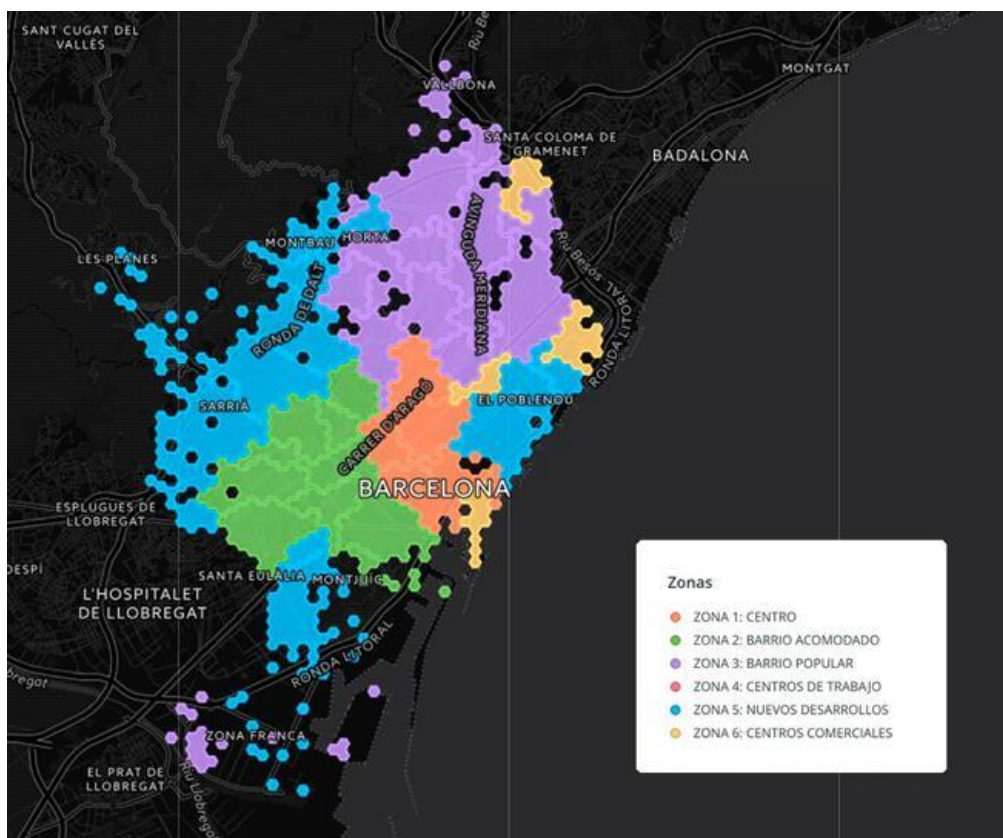 SANT CUGAT DEL
VALLÈS
Riu Be
MONTGAT
VALLBONA
SANTA COLOMA DE
GRAMENET
BADALONA
AVINGUDA MERIDIANA
MONTBAU
HORTA
LES PLANES
Riu Besòs
RONDA LITORAL
RONDA DE DALT
SARRIÀ
CARRER D'ARAGÓ
EL POBLENOU
BARCELONA
ESPLUGUES DE
LLOBREGAT
DESPÍ
SANTA EULÀLIA
MONTJUÏC
L'HOSPITALET
DE LLOBREGAT
RONDA LITORAL
obregat
ZONA FRANCA
EL PRAT DE
LLOBREGAT
Riu Llobregat
Zonas
ZONA 1: CENTRO
ZONA 2: BARRIO ACOMODADO
ZONA 3: BARRIO POPULAR
ZONA 4: CENTROS DE TRABAJO
ZONA 5: NUEVOS DESARROLLOS
ZONA 6: CENTROS COMERCIALES